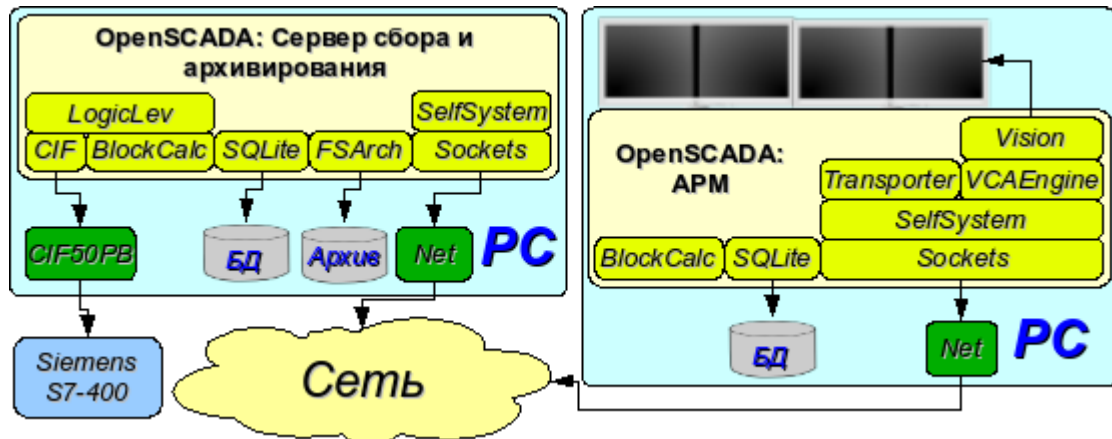 OpenSCADA: Сервер сбора и
архивирования
LogicLev
SelfSystem
CIF
BlockCalc
SQLite
FSArch
Sockets
CIF50PB
БД
Архив
Net
PC
Siemens
S7-400
Сеть
OpenSCADA:
АРМ
Vision
Transporter
VCAEngine
SelfSystem
BlockCalc
SQLite
Sockets
БД
Net
PC